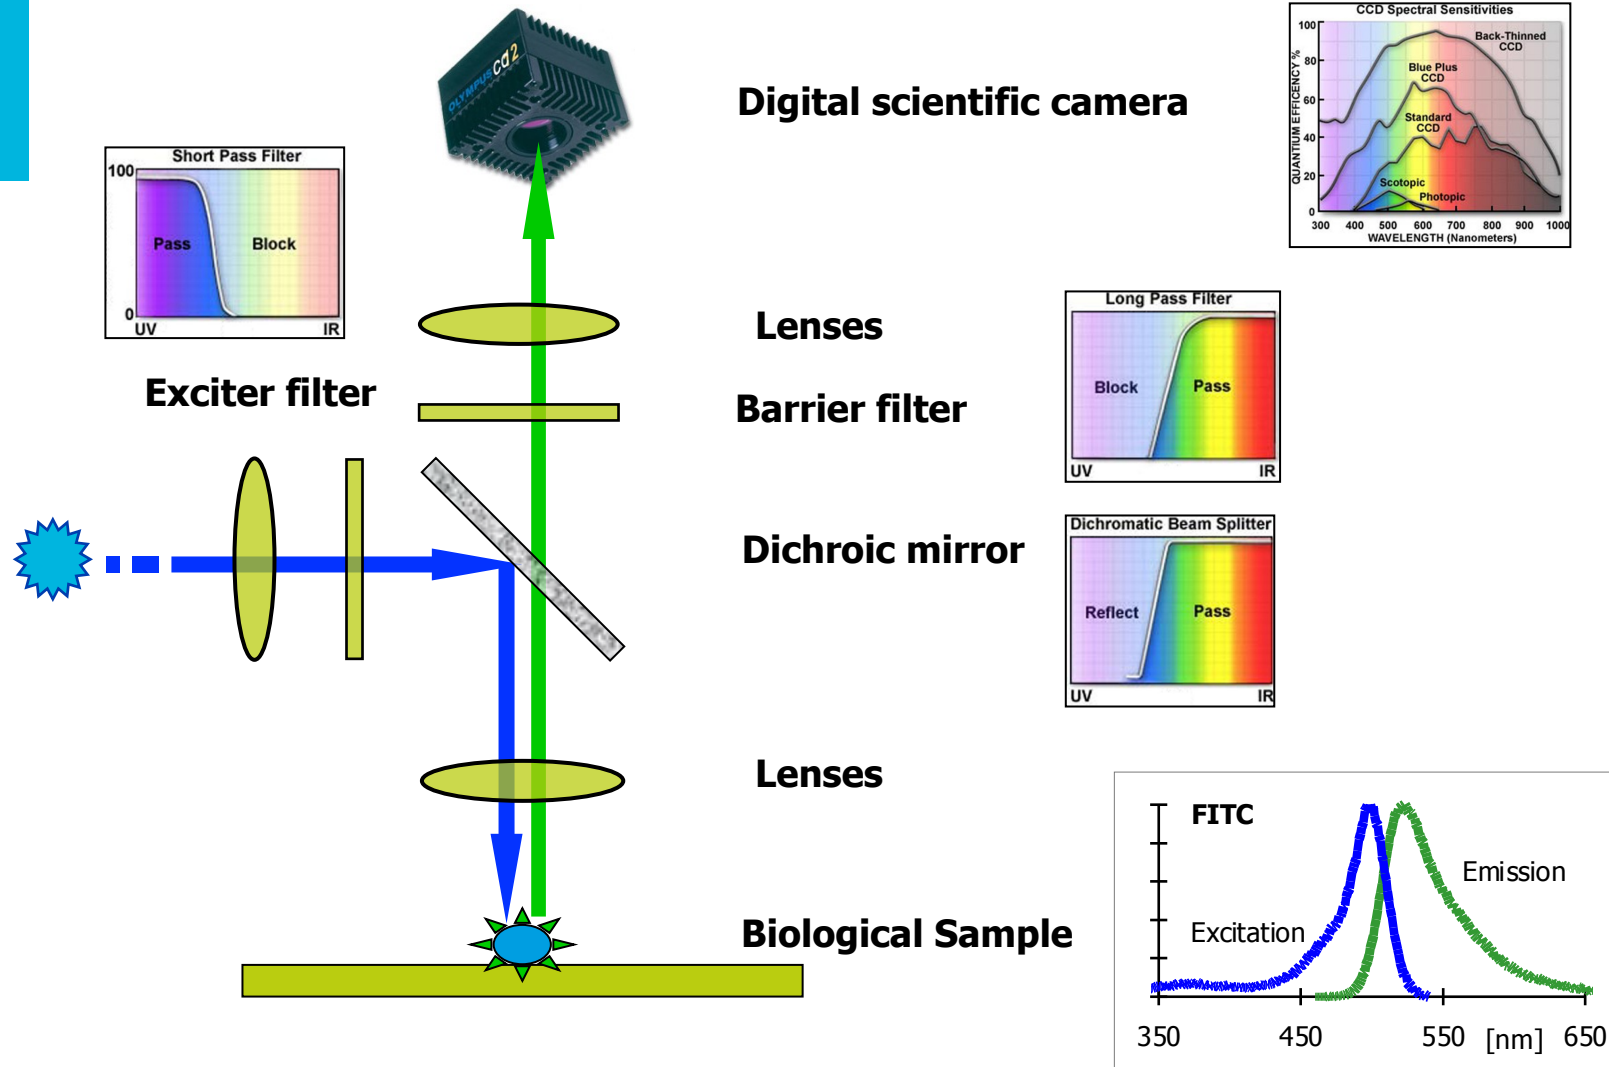 OLYMPUS cd2
Digital scientific camera
CCD Spectral Sensitivities
QUANTIUM EFFICENCY %
100
80
60
40
20
0
Back-Thinned
CCD
Blue Plus
CCD
Standard
CCD
Scotopic
Photopic
300 400 500 600 700 800 900 1000
WAVELENGTH (Nanometers)
Short Pass Filter
100
Pass
Block
0
UV
IR
Lenses
Long Pass Filter
Block
Pass
UV
IR
Exciter filter
Barrier filter
Dichroic mirror
Dichromatic Beam Splitter
Reflect
Pass
UV
IR
Lenses
FITC
Emission
Excitation
350 450 550 [nm] 650
Biological Sample